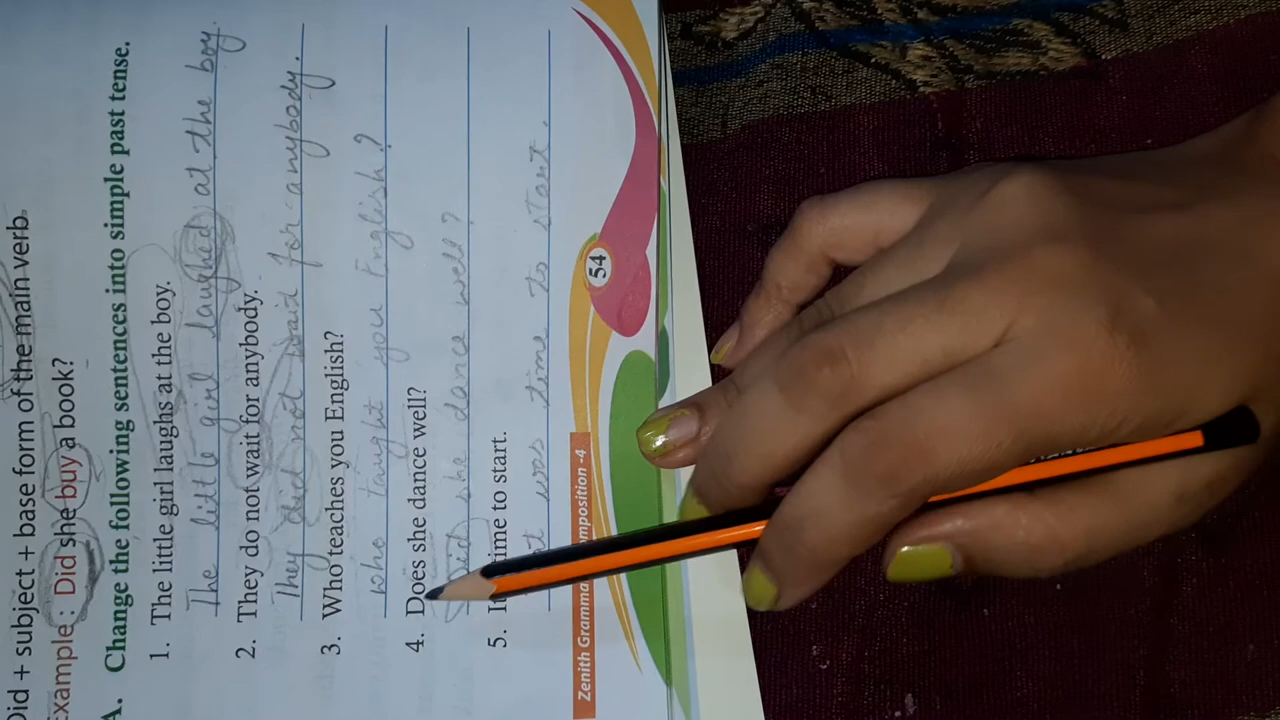 Did + subject + base form of the main verb.
Example : Did she buy a book?
A. Change the following sentences into simple past tense.
1. The little girl laughs at the boy.
The little girl laughed at the boy.
2. They do not wait for anybody.
They did not for anybody.
3. Who teaches you English?
Who taught you English?
4. Does she dance well?
Did she dance well?
5. time to start.
was time to start.
Zenith Gramma mposition -4
54